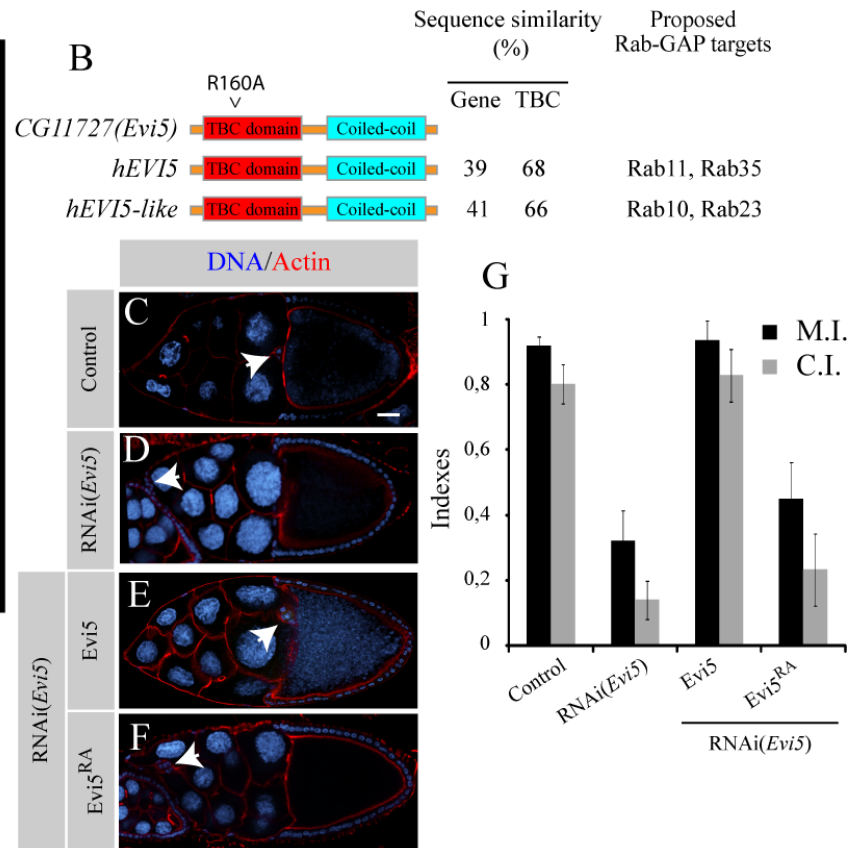 B
Sequence similarity (%)
Proposed Rab-GAP targets
Gene TBC
R160A
CG11727(Evi5) TBC domain Coiled-coil
hEVI5 TBC domain Coiled-coil 39 68 Rab11, Rab35
hEVI5-like TBC domain Coiled-coil 41 66 Rab10, Rab23
DNA/Actin
Control
C
RNAi(Evi5)
D
RNAi(Evi5)
Evi5
E
Evi5RA
F
G
M.I.
C.I.
Indexes
1
0,8
0,6
0,4
0,2
0
Control
RNAi(Evi5)
Evi5
Evi5RA
RNAi(Evi5)